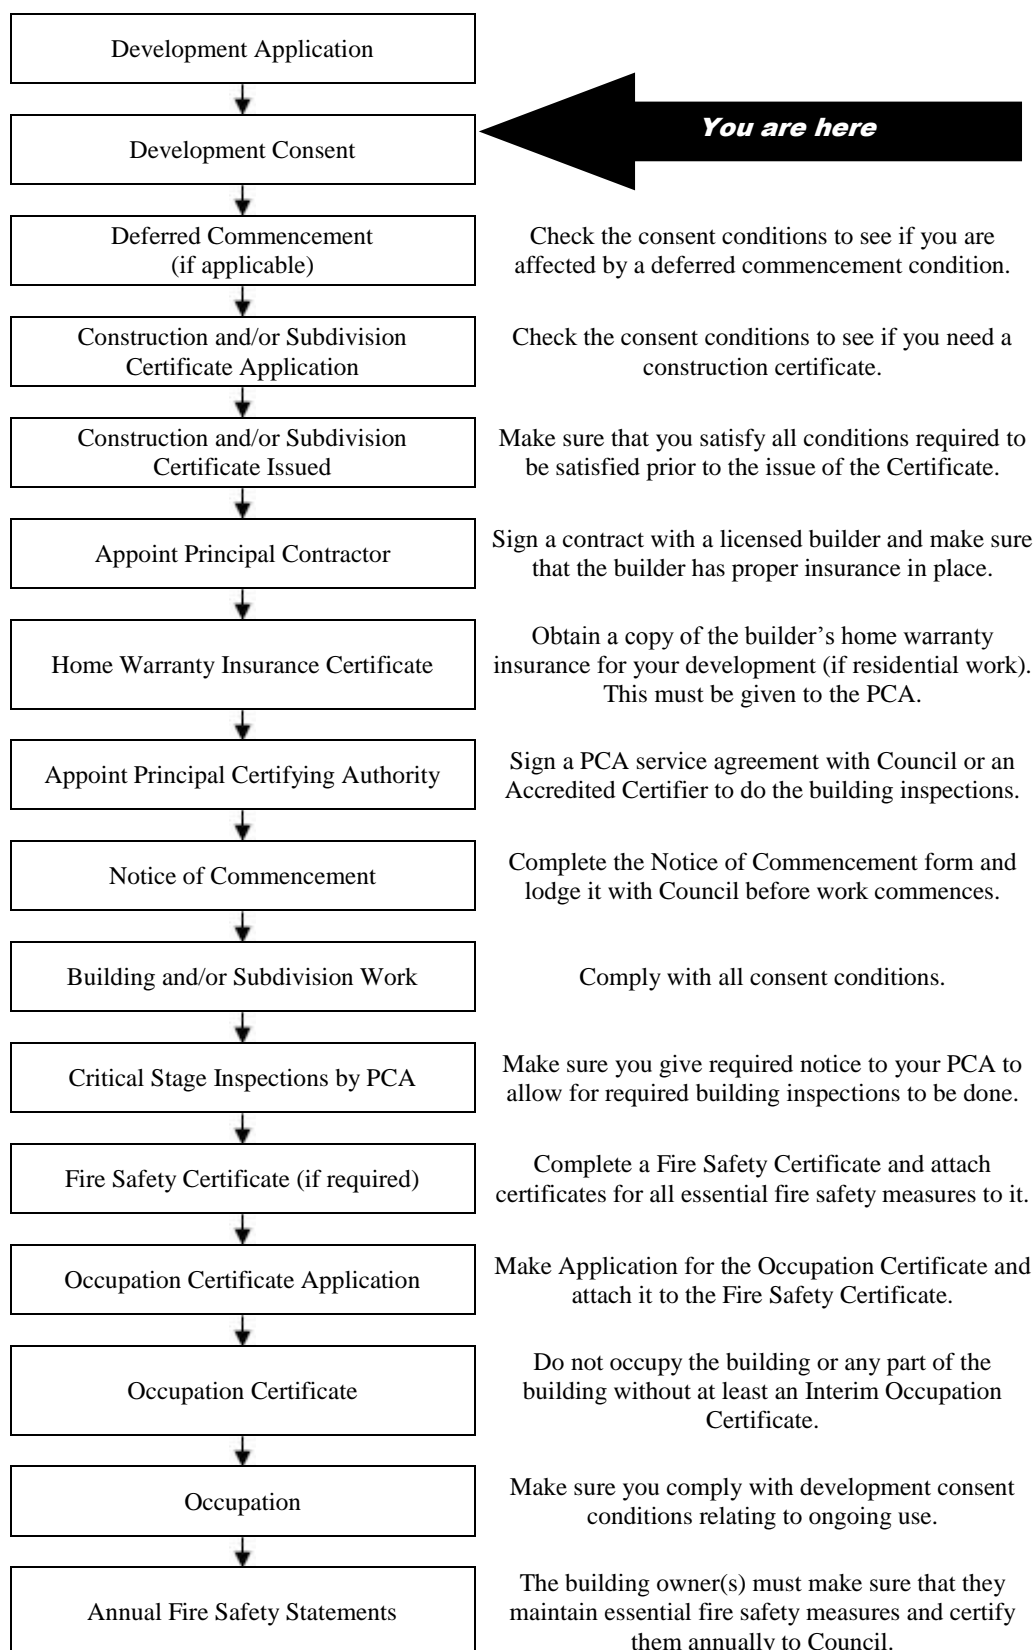 Development Application
Development Consent
You are here
Deferred Commencement
(if applicable)
Check the consent conditions to see if you are
affected by a deferred commencement condition.
Construction and/or Subdivision
Certificate Application
Check the consent conditions to see if you need a
construction certificate.
Construction and/or Subdivision
Certificate Issued
Make sure that you satisfy all conditions required to
be satisfied prior to the issue of the Certificate.
Appoint Principal Contractor
Sign a contract with a licensed builder and make sure
that the builder has proper insurance in place.
Home Warranty Insurance Certificate
Obtain a copy of the builder’s home warranty
insurance for your development (if residential work).
This must be given to the PCA.
Appoint Principal Certifying Authority
Sign a PCA service agreement with Council or an
Accredited Certifier to do the building inspections.
Notice of Commencement
Complete the Notice of Commencement form and
lodge it with Council before work commences.
Building and/or Subdivision Work
Comply with all consent conditions.
Critical Stage Inspections by PCA
Make sure you give required notice to your PCA to
allow for required building inspections to be done.
Fire Safety Certificate (if required)
Complete a Fire Safety Certificate and attach
certificates for all essential fire safety measures to it.
Occupation Certificate Application
Make Application for the Occupation Certificate and
attach it to the Fire Safety Certificate.
Occupation Certificate
Do not occupy the building or any part of the
building without at least an Interim Occupation
Certificate.
Occupation
Make sure you comply with development consent
conditions relating to ongoing use.
Annual Fire Safety Statements
The building owner(s) must make sure that they
maintain essential fire safety measures and certify
them annually to Council.